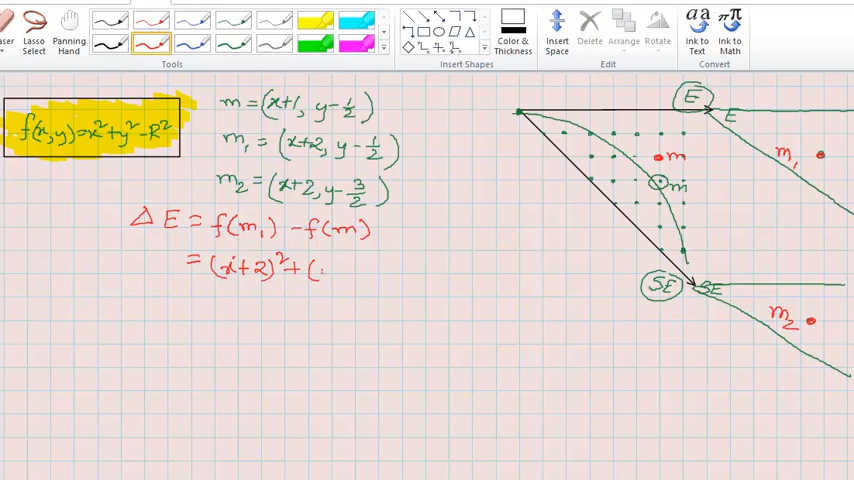 Eraser
Lasso Select
Panning Hand
Color & Thickness
Insert Space
Delete
Arrange
Rotate
Ink to Text
Ink to Math
Tools
Insert Shapes
Edit
f(x,y)=x²+y²-R²
m=(x+1, y-1/2)
m₁=(x+2, y-1/2)
m₂=(x+2, y-3/2)
ΔE = f(m₁) - f(m)
= (x+2)²+(
E
E
m
m₁
m
SE
SE
m₂